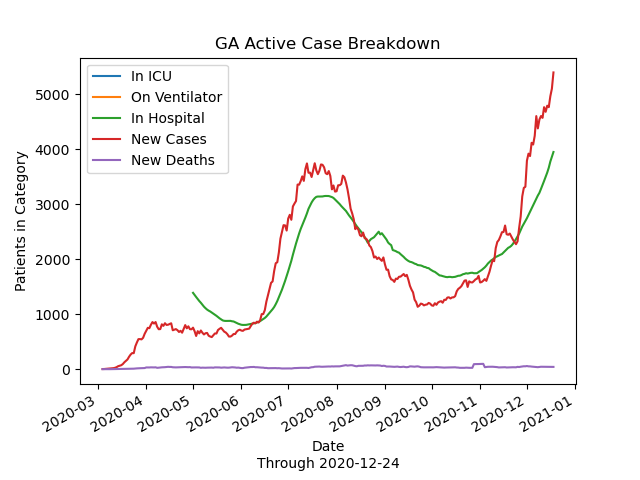 GA Active Case Breakdown
In ICU
On Ventilator
In Hospital
New Cases
New Deaths
Patients in Category
5000
4000
3000
2000
1000
0
2020-03
2020-04
2020-05
2020-06
2020-07
2020-08
2020-09
2020-10
2020-11
2020-12
2021-01
Date
Through 2020-12-24